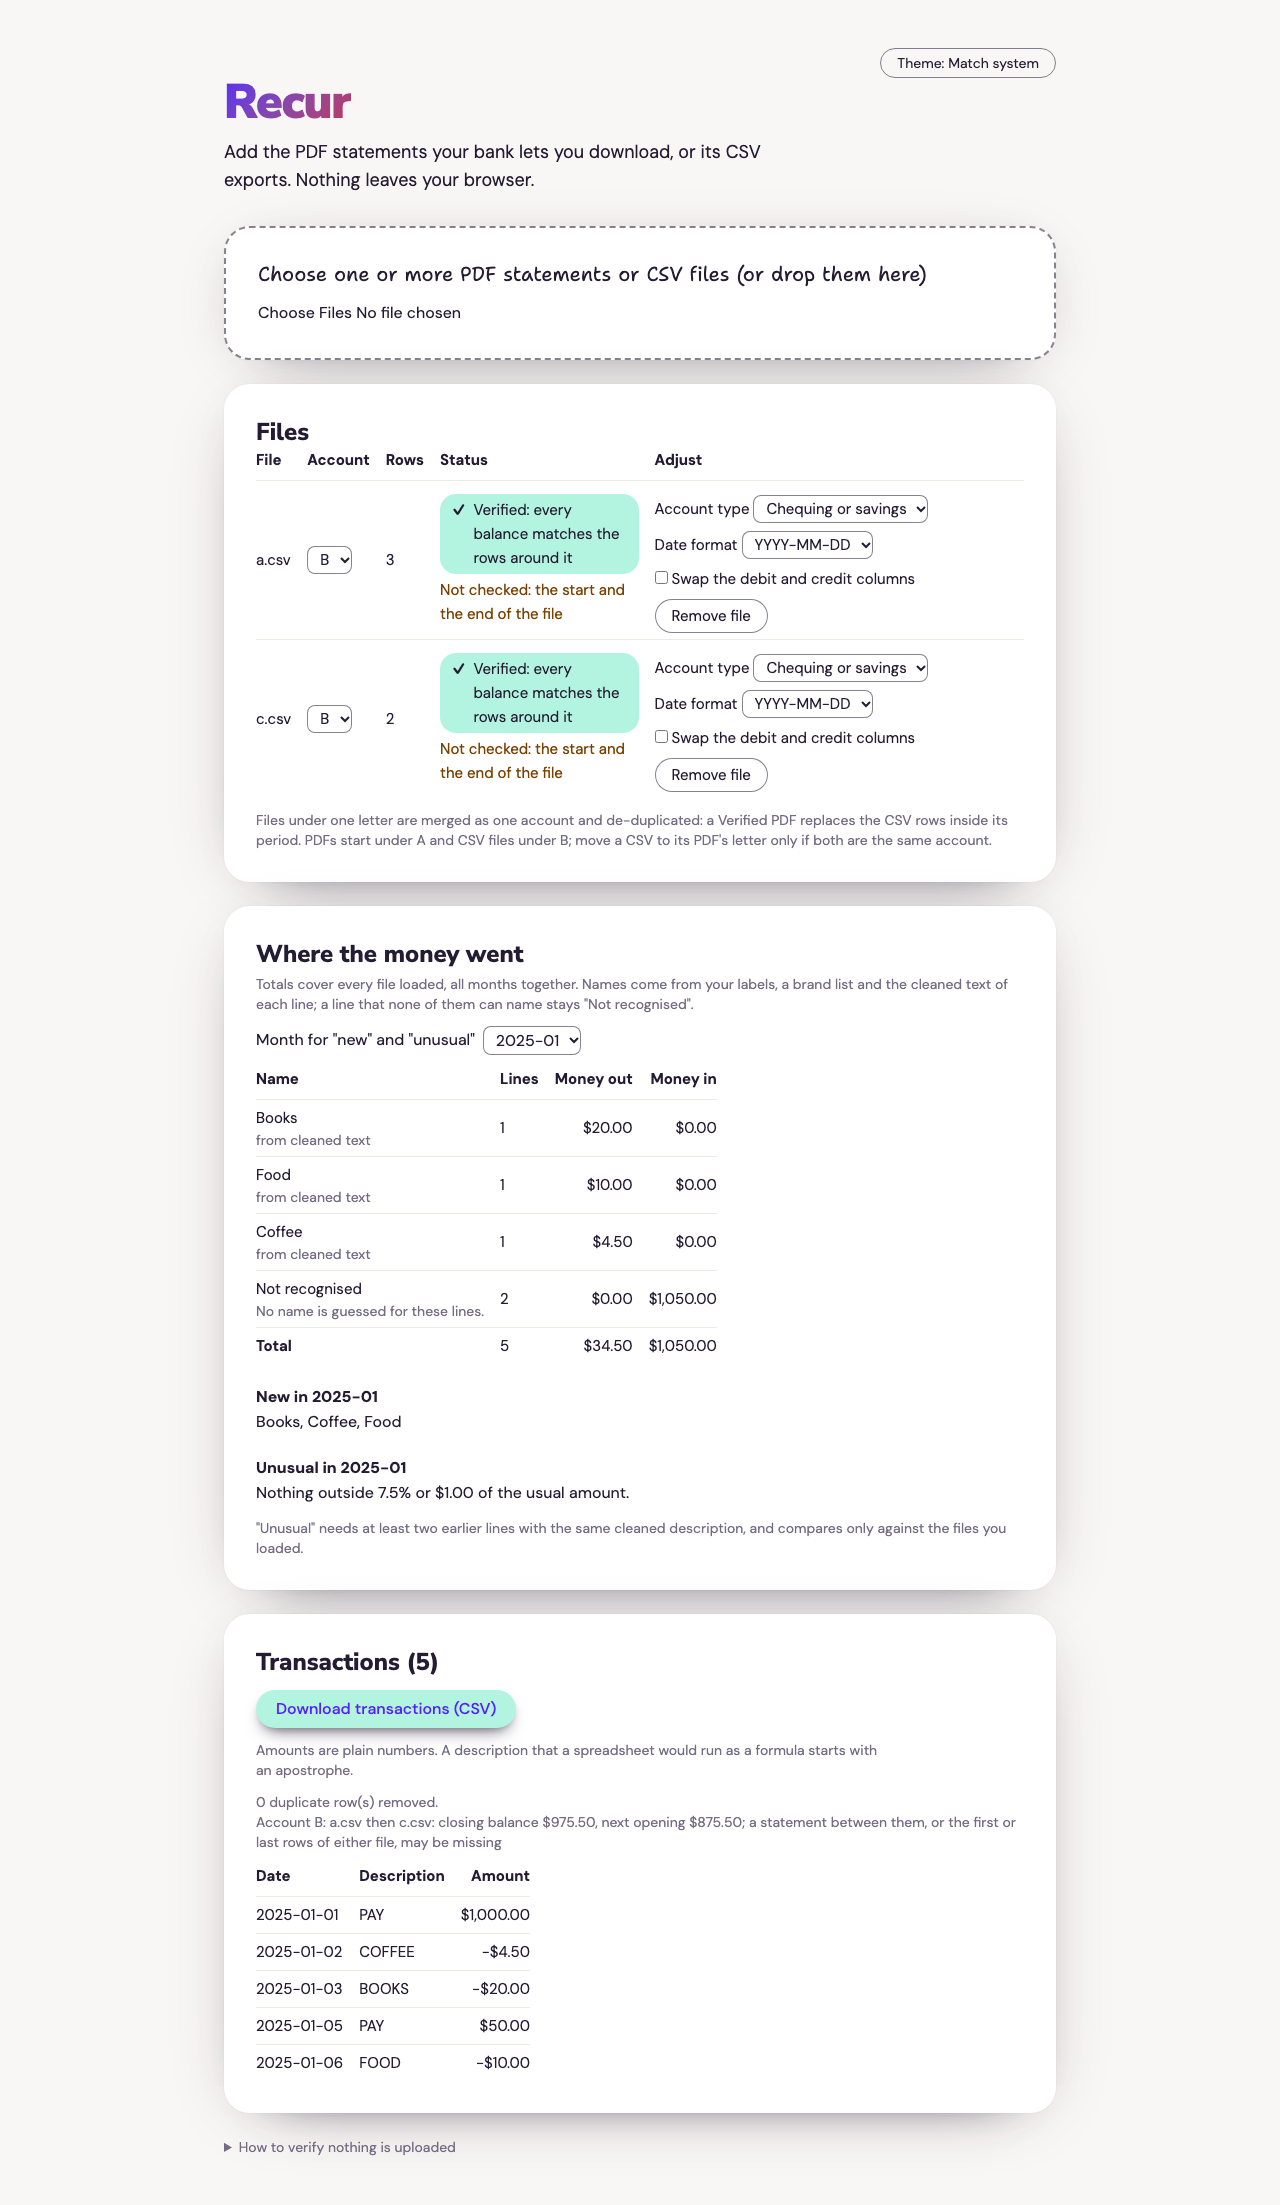 Theme: Match system
Recur
Add the PDF statements your bank lets you download, or its CSV
exports. Nothing leaves your browser.
Choose one or more PDF statements or CSV files (or drop them here)
Choose Files No file chosen
Files
File Account Rows Status Adjust
a.csv B 3
✔ Verified: every
balance matches the
rows around it
Not checked: the start and
the end of the file
Account type Chequing or savings
Date format YYYY-MM-DD
Swap the debit and credit columns
Remove file
c.csv B 2
✔ Verified: every
balance matches the
rows around it
Not checked: the start and
the end of the file
Account type Chequing or savings
Date format YYYY-MM-DD
Swap the debit and credit columns
Remove file
Files under one letter are merged as one account and de-duplicated: a Verified PDF replaces the CSV rows inside its
period. PDFs start under A and CSV files under B; move a CSV to its PDF's letter only if both are the same account.
Where the money went
Totals cover every file loaded, all months together. Names come from your labels, a brand list and the cleaned text of
each line; a line that none of them can name stays "Not recognised".
Month for "new" and "unusual" 2025-01
Name Lines Money out Money in
Books
from cleaned text
1 $20.00 $0.00
Food
from cleaned text
1 $10.00 $0.00
Coffee
from cleaned text
1 $4.50 $0.00
Not recognised
No name is guessed for these lines.
2 $0.00 $1,050.00
Total 5 $34.50 $1,050.00
New in 2025-01
Books, Coffee, Food
Unusual in 2025-01
Nothing outside 7.5% or $1.00 of the usual amount.
"Unusual" needs at least two earlier lines with the same cleaned description, and compares only against the files you
loaded.
Transactions (5)
Download transactions (CSV)
Amounts are plain numbers. A description that a spreadsheet would run as a formula starts with
an apostrophe.
0 duplicate row(s) removed.
Account B: a.csv then c.csv: closing balance $975.50, next opening $875.50; a statement between them, or the first or
last rows of either file, may be missing
Date Description Amount
2025-01-01 PAY $1,000.00
2025-01-02 COFFEE -$4.50
2025-01-03 BOOKS -$20.00
2025-01-05 PAY $50.00
2025-01-06 FOOD -$10.00
How to verify nothing is uploaded